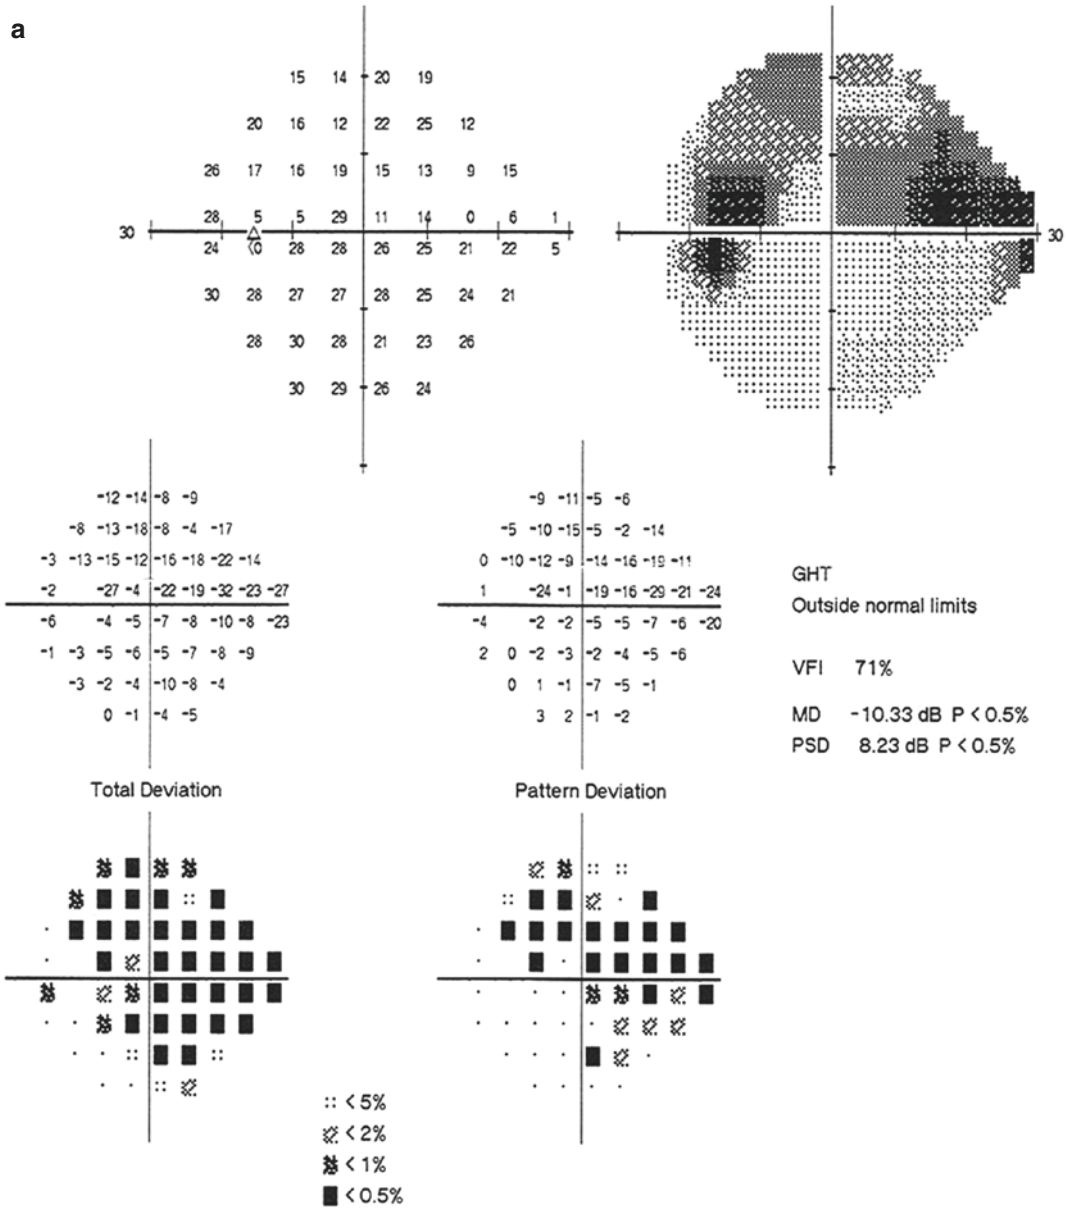 a
15 14 20 19
20 16 12 22 25 12
26 17 16 19 15 13 9 15
28 5 5 29 11 14 0 6 1
30 30
24 <0 28 28 26 25 21 22 5
30 28 27 27 28 25 24 21
28 30 28 21 23 26
30 29 26 24
-12 -14 -8 -9
-8 -13 -18 -8 -4 -17
-3 -13 -15 -12 -16 -18 -22 -14
-2 -27 -4 -22 -19 -32 -23 -27
-6 -4 -5 -7 -8 -10 -8 -23
-1 -3 -5 -6 -5 -7 -8 -9
-3 -2 -4 -10 -8 -4
0 -1 -4 -5
Total Deviation
-9 -11 -5 -6
-5 -10 -15 -5 -2 -14
0 -10 -12 -9 -14 -16 -19 -11
1 -24 -1 -19 -16 -29 -21 -24
-4 -2 -2 -5 -5 -7 -6 -20
2 0 -2 -3 -2 -4 -5 -6
0 1 -1 -7 -5 -1
3 2 -1 -2
Pattern Deviation
GHT
Outside normal limits
VFI 71%
MD -10.33 dB P < 0.5%
PSD 8.23 dB P < 0.5%
< 5%
< 2%
< 1%
< 0.5%